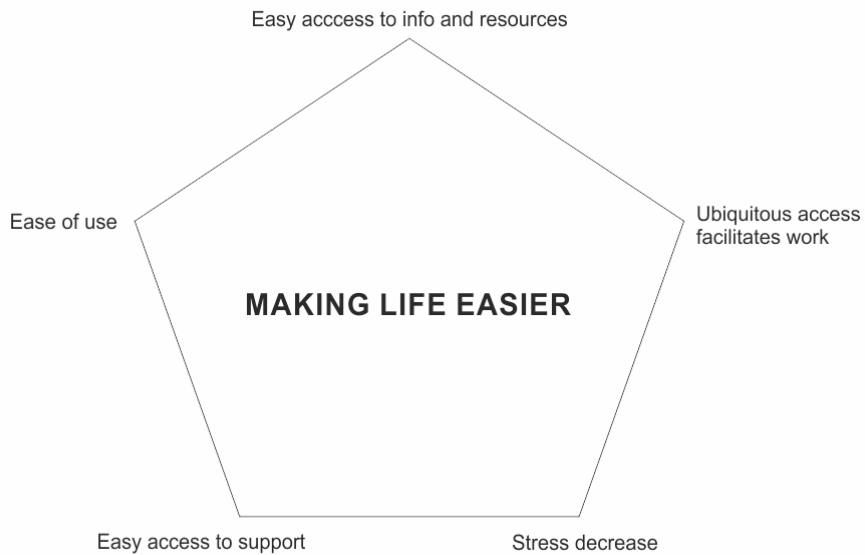 Easy acccess to info and resources
Ease of use
Ubiquitous access
facilitates work
MAKING LIFE EASIER
Easy access to support
Stress decrease